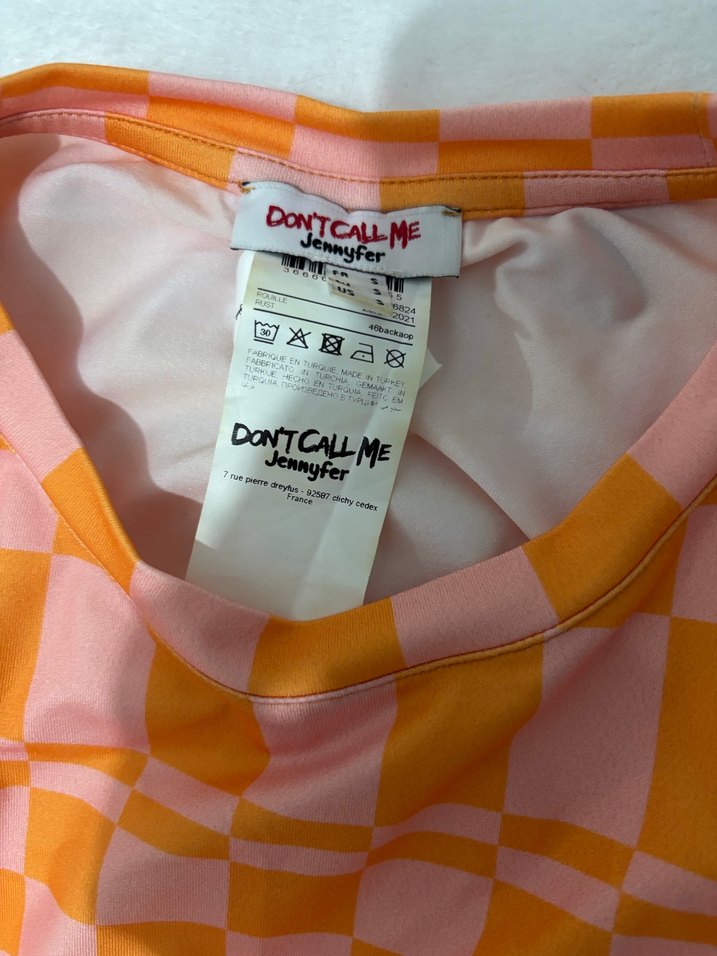 DON'T CALL ME
Jennyfer
FR S
S
US S
ROUILLE
RUST
6824
2021
46backaop
30
FABRIQUE EN TURQUIE, MADE IN TURKEY
FABBRICATO IN TURCHIA GEMAAKT IN
TURKIJE HECHO EN TURQUIA FEITO EM
TURQUIA ПРОИЗВЕДЕНО В ТУРЦИИ
DON'T CALL ME
Jennyfer
7 rue pierre dreyfus - 92587 clichy cedex
France